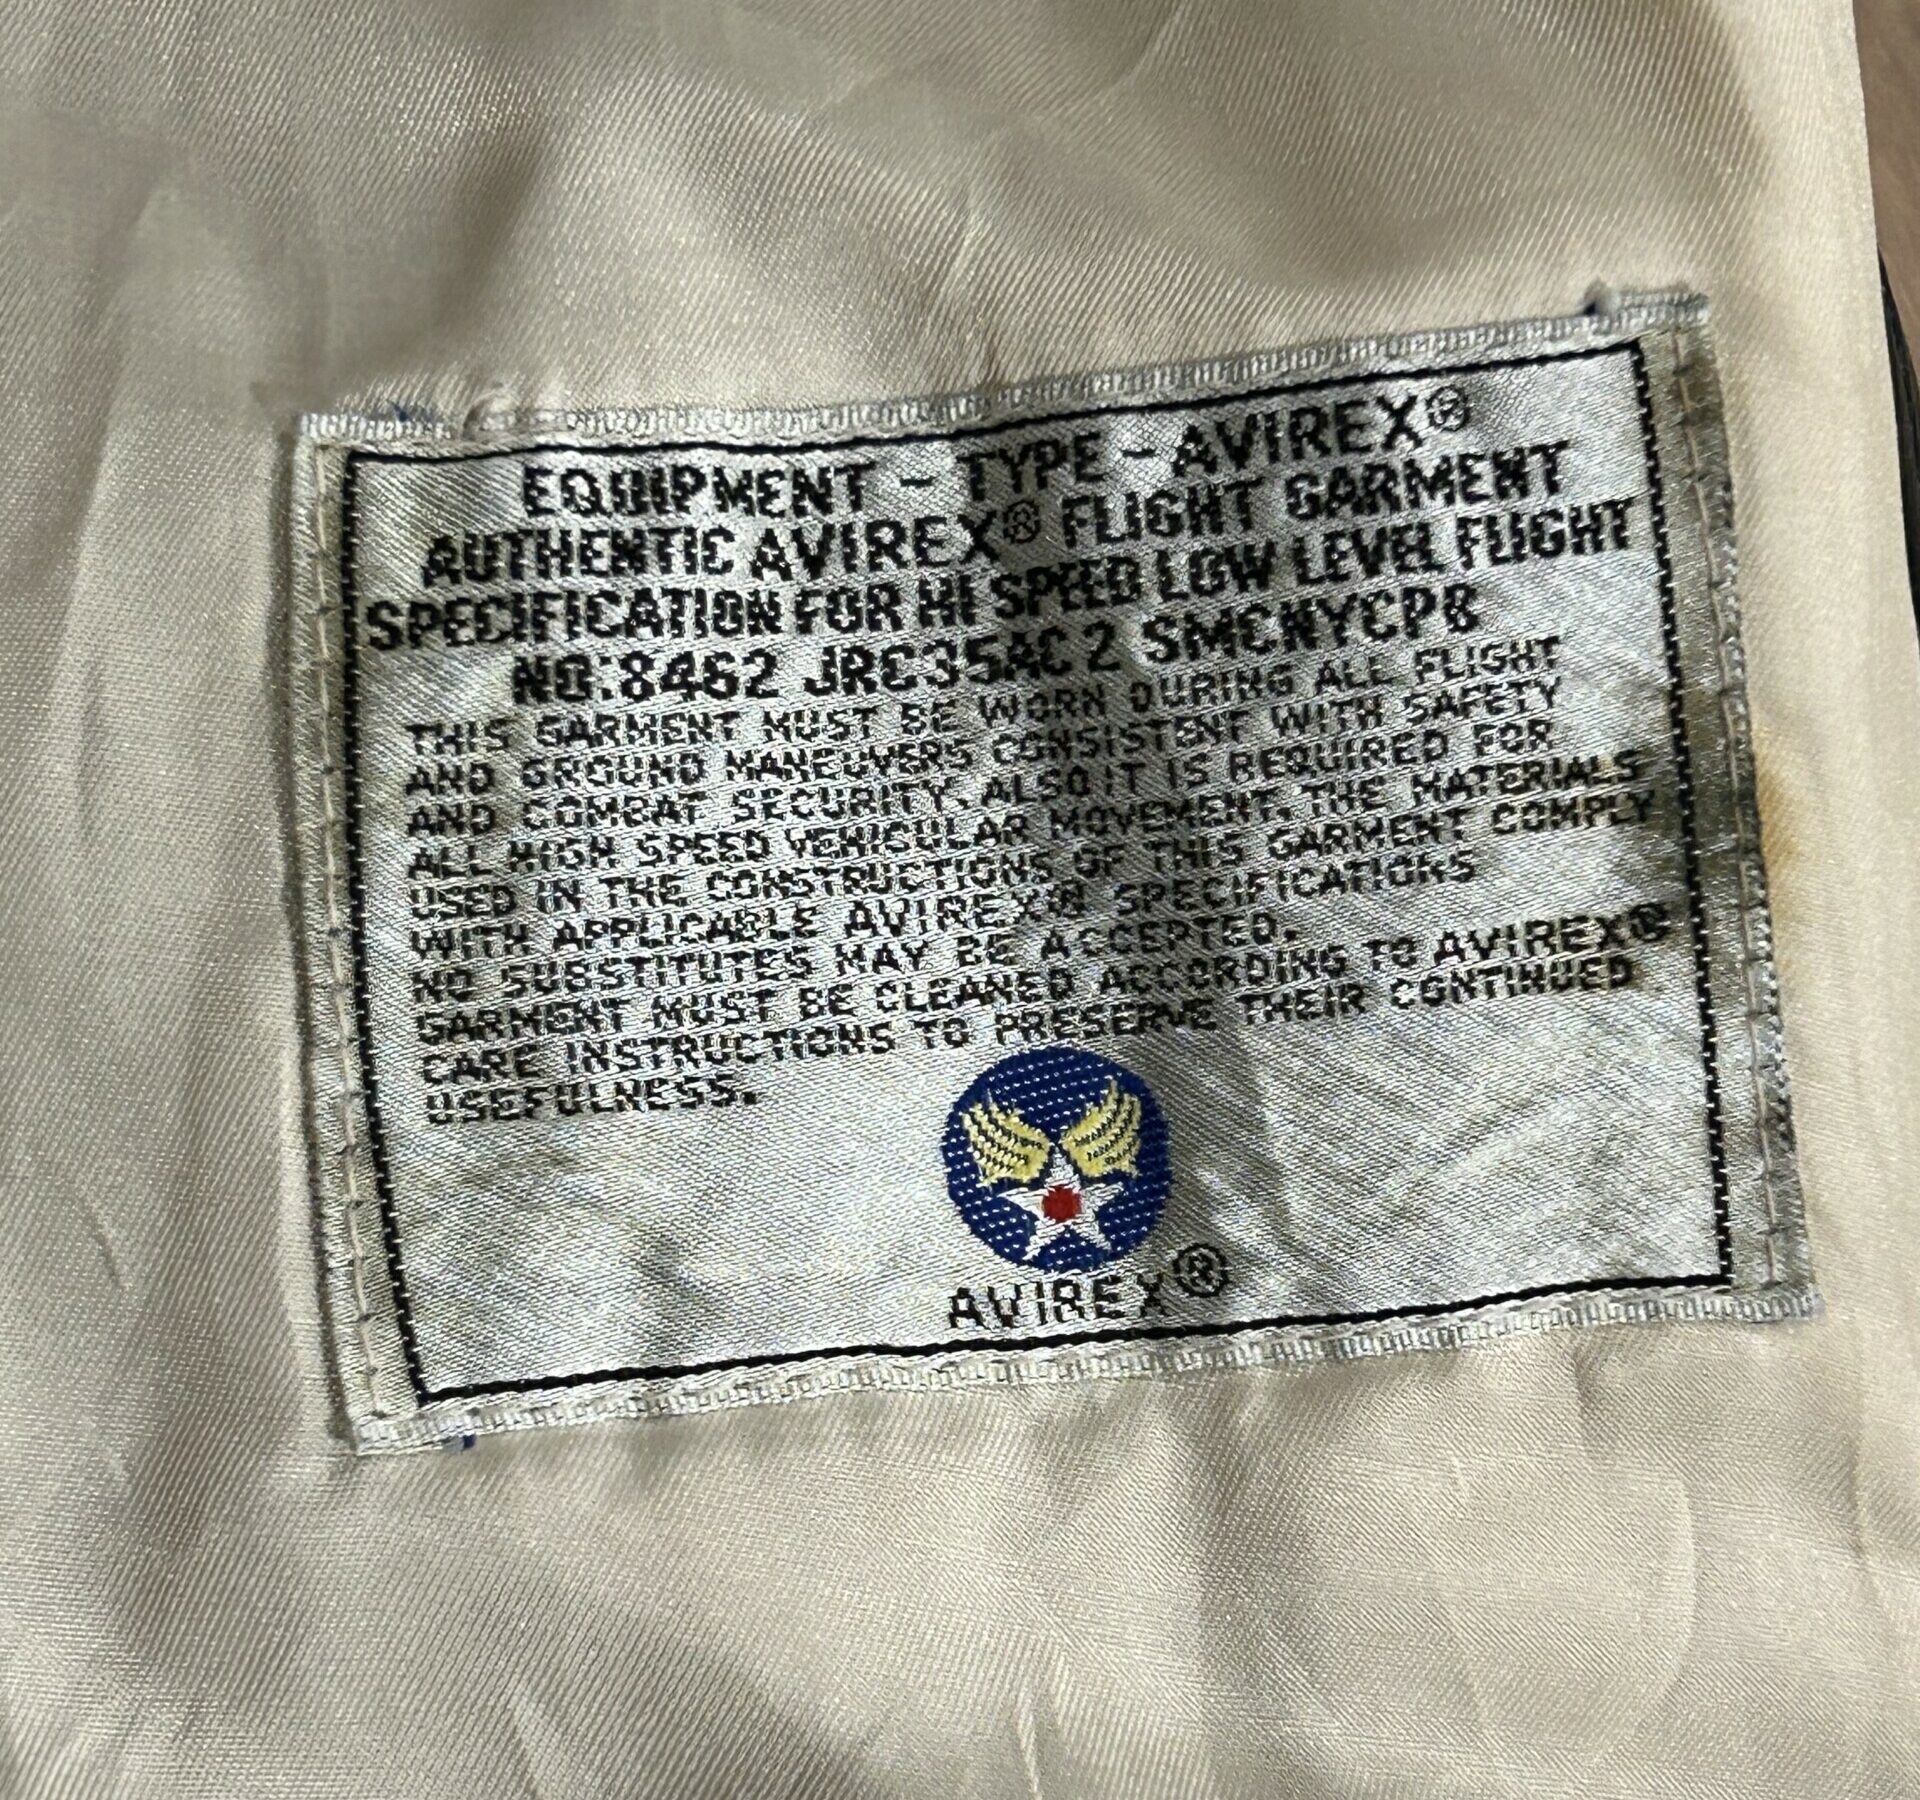 EQUIPMENT - TYPE - AVIREX®
AUTHENTIC AVIREX® FLIGHT GARMENT
SPECIFICATION FOR HI SPEED LOW LEVEL FLIGHT
NO:8462 JRC35AC2 SMCNYCP8
THIS GARMENT MUST BE WORN DURING ALL FLIGHT
AND GROUND MANEUVERS CONSISTENT WITH SAFETY
AND COMBAT SECURITY. ALSO IT IS REQUIRED FOR
ALL HIGH SPEED VEHICULAR MOVEMENT. THE MATERIALS
USED IN THE CONSTRUCTIONS OF THIS GARMENT COMPLY
WITH APPLICABLE AVIREX® SPECIFICATIONS
NO SUBSTITUTES MAY BE ACCEPTED.
GARMENT MUST BE CLEANED ACCORDING TO AVIREX®
CARE INSTRUCTIONS TO PRESERVE THEIR CONTINUED
USEFULNESS.
AVIREX®